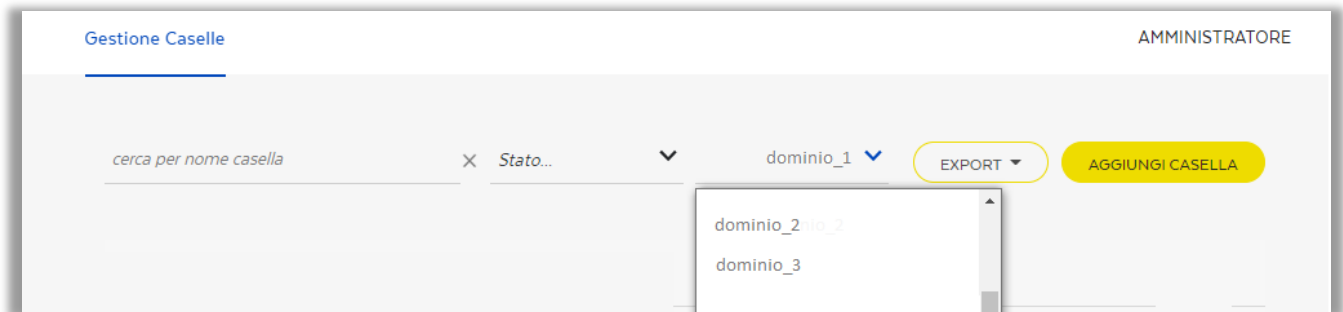 Gestione Caselle
AMMINISTRATORE
cerca per nome casella
Stato...
dominio_1
EXPORT
AGGIUNGI CASELLA
dominio_2
dominio_3